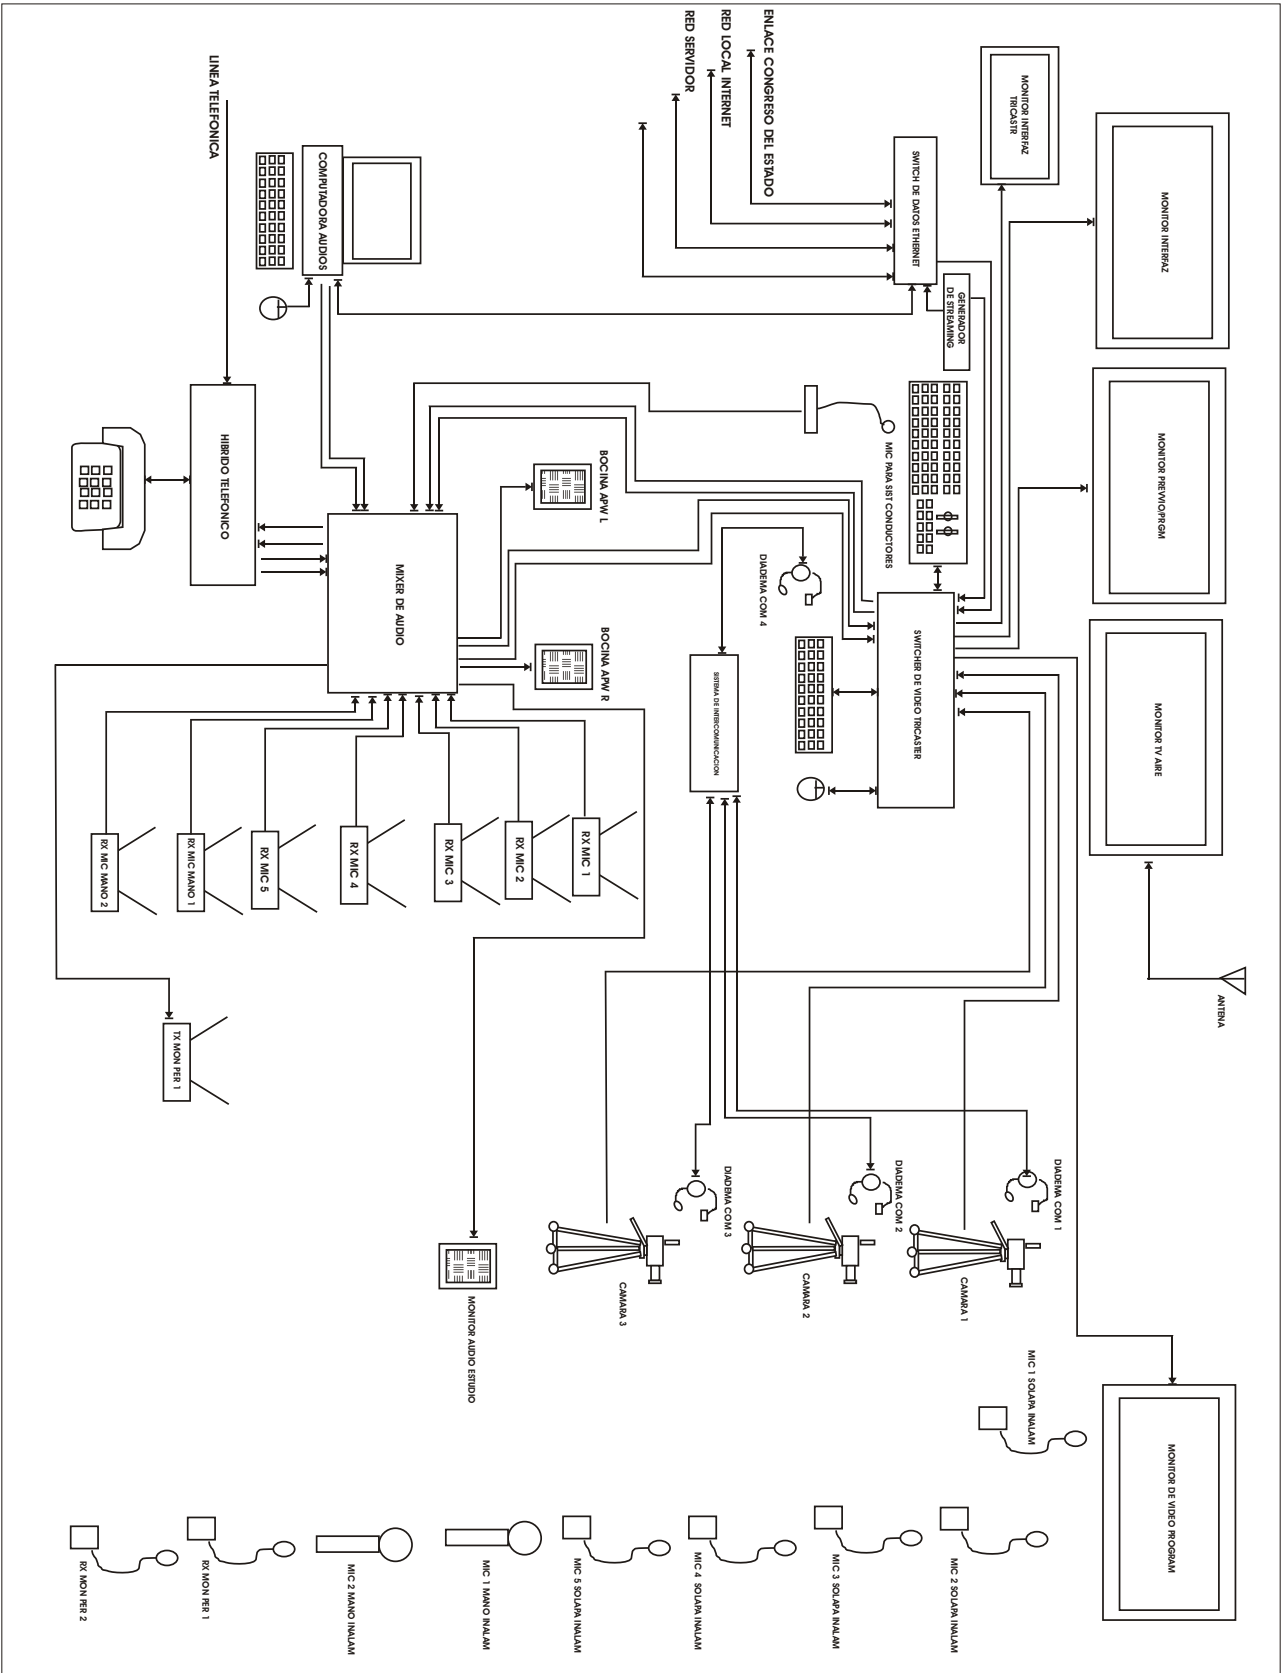 MONITOR INTERFAZ
TRICASTR
MONITOR INTERFAZ
MONITOR PREVVIO/PRGM
MONITOR TV AIRE
ANTENA
MONITOR DE VIDEO PROGRAM
ENLACE CONGRESO DEL ESTADO
RED LOCAL INTERNET
RED SERVIDOR
SWITCH DE DATOS ETHERNET
GENERADOR
DE STREAMING
LINEA TELEFONICA
COMPUTADORA AUDIOS
HIBRIDO TELEFONICO
MIXER DE AUDIO
BOCINA APW L
BOCINA APW R
MIC PARA SIST CONDUCTORES
DIADEMA COM 4
SISTEMA DE INTERCOMUNICACION
SWITCHER DE VIDEO TRICASTER
RX MIC 1
RX MIC 2
RX MIC 3
RX MIC 4
RX MIC 5
RX MIC MANO 1
RX MIC MANO 2
TX MON PER 1
DIADEMA COM 1
DIADEMA COM 2
DIADEMA COM 3
CAMARA 1
CAMARA 2
CAMARA 3
MONITOR AUDIO ESTUDIO
MIC 1 SOLAPA INALAM
MIC 2 SOLAPA INALAM
MIC 3 SOLAPA INALAM
MIC 4 SOLAPA INALAM
MIC 5 SOLAPA INALAM
MIC 1 MANO INALAM
MIC 2 MANO INALAM
RX MON PER 1
RX MON PER 2